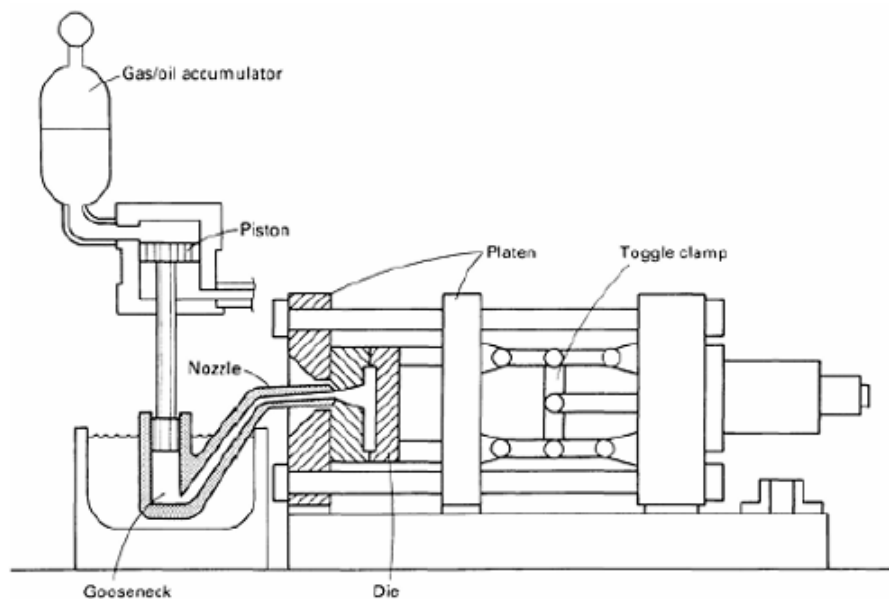 Gas/oil accumulator
Piston
Platen
Toggle clamp
Nozzle
Gooseneck
Die